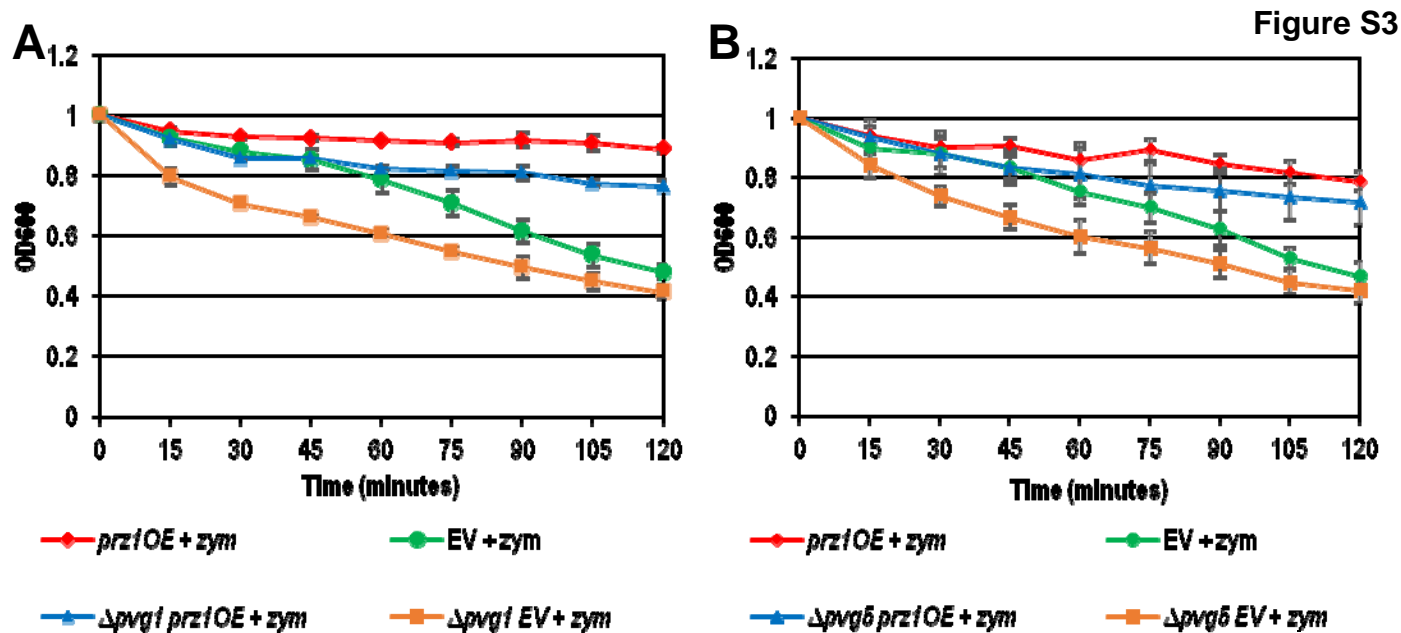 Figure S3
A
B
1.2
1
0.8
0.6
0.4
0.2
0
OD600
0 15 30 45 60 75 90 105 120
Time (minutes)
prz1OE + zym
EV + zym
Δpvg1 prz1OE + zym
Δpvg1 EV + zym
1.2
1
0.8
0.6
0.4
0.2
0
OD600
0 15 30 45 60 75 90 105 120
Time (minutes)
prz1OE + zym
EV + zym
Δpvg5 prz1OE + zym
Δpvg5 EV + zym